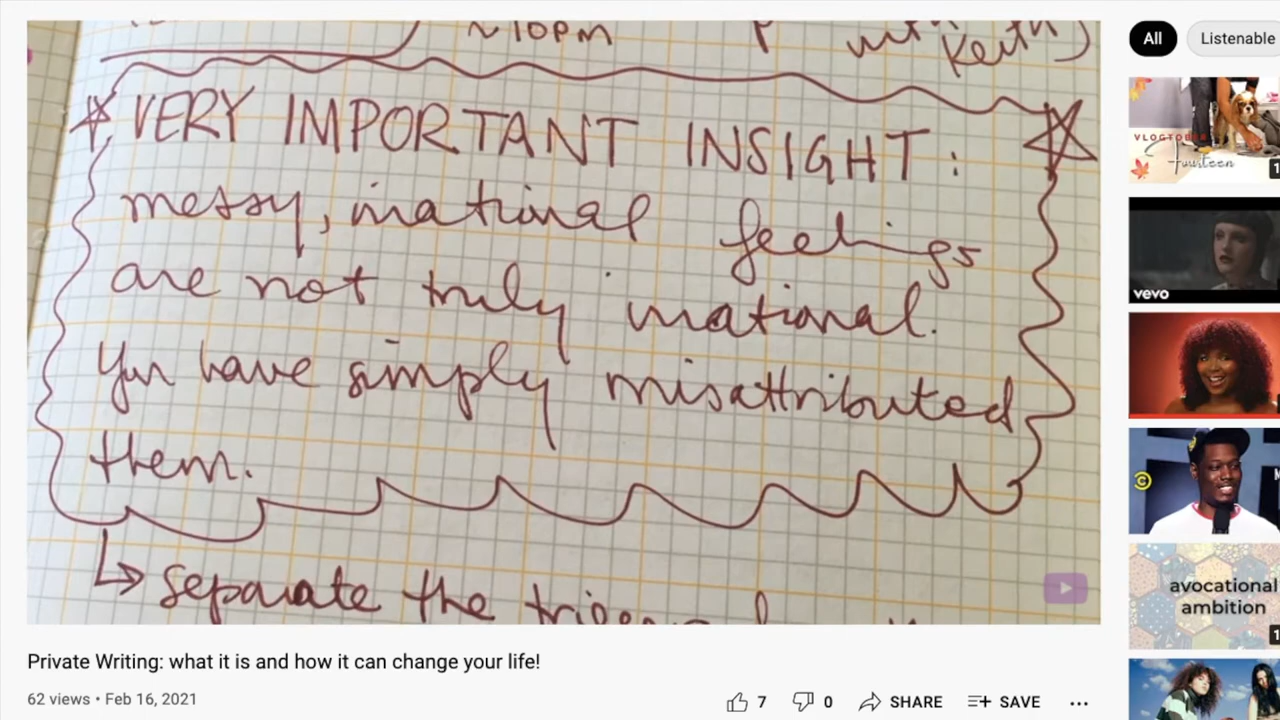 ~10PM
Keith)
VERY IMPORTANT INSIGHT:
messy, irrational feelings
are not truly irrational.
You have simply misattributed
them.
↳ separate the
Private Writing: what it is and how it can change your life!
62 views • Feb 16, 2021
7
0
SHARE
SAVE
All
Listenable
VLOGTOBER
Fourteen
vevo
avocational
ambition